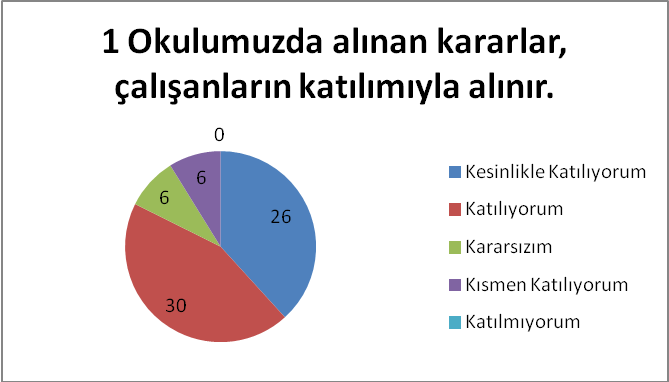 1 Okulumuzda alınan kararlar,
çalışanların katılımıyla alınır.
0
6
6
26
30
Kesinlikle Katılıyorum
Katılıyorum
Kararsızım
Kısmen Katılıyorum
Katılmıyorum